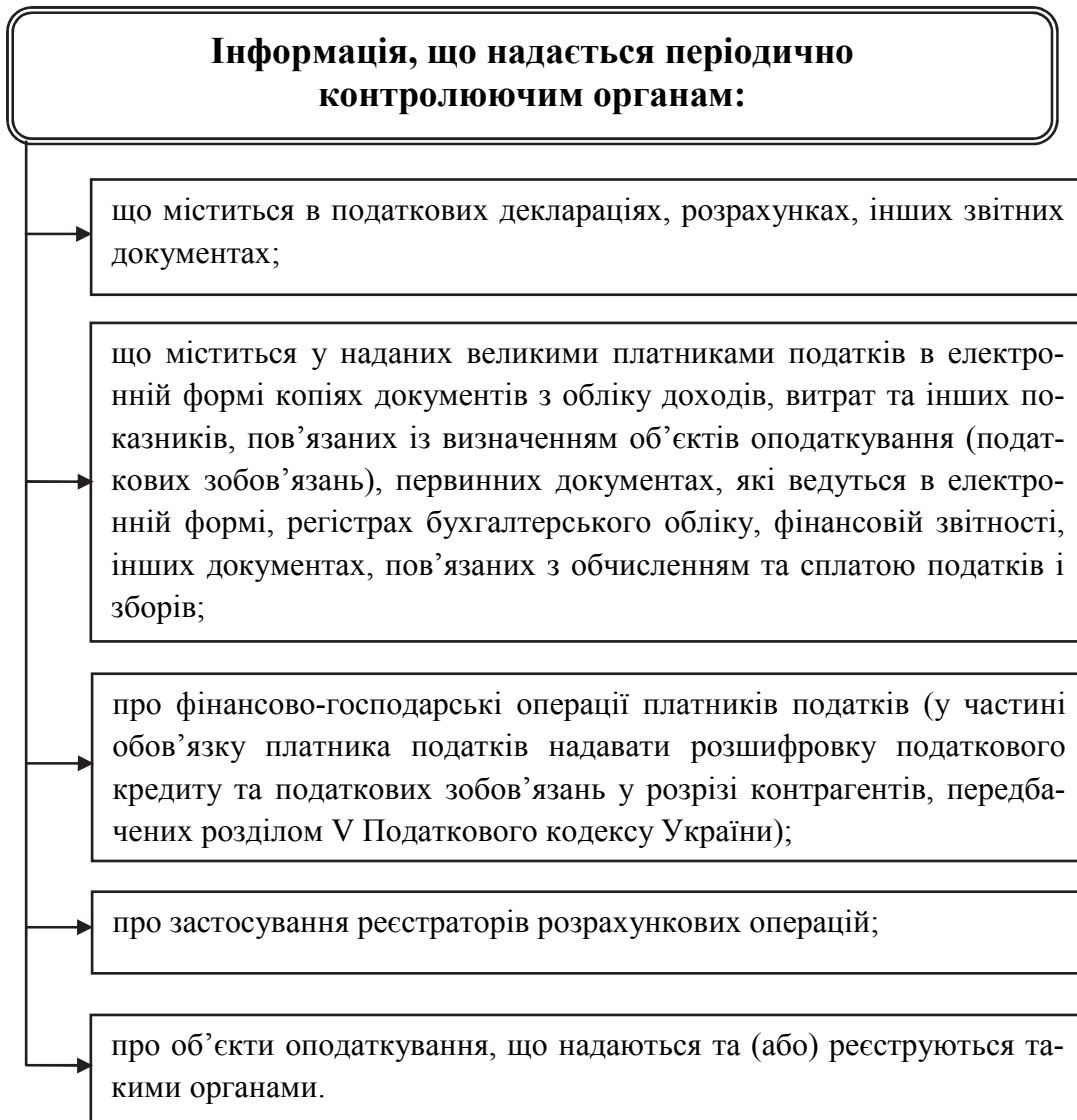 Інформація, що надається періодично
контролюючим органам:
що міститься в податкових деклараціях, розрахунках, інших звітних
документах;
що міститься у наданих великими платниками податків в електро-
нній формі копіях документів з обліку доходів, витрат та інших по-
казників, пов’язаних із визначенням об’єктів оподаткування (подат-
кових зобов’язань), первинних документах, які ведуться в електро-
нній формі, регістрах бухгалтерського обліку, фінансовій звітності,
інших документах, пов’язаних з обчисленням та сплатою податків і
зборів;
про фінансово-господарські операції платників податків (у частині
обов’язку платника податків надавати розшифровку податкового
кредиту та податкових зобов’язань у розрізі контрагентів, передба-
чених розділом V Податкового кодексу України);
про застосування реєстраторів розрахункових операцій;
про об’єкти оподаткування, що надаються та (або) реєструються та-
кими органами.